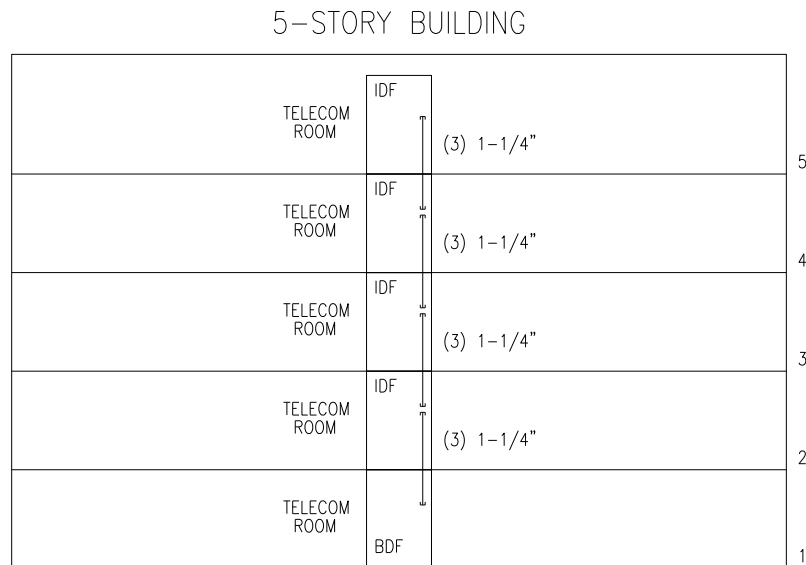 5-STORY BUILDING
IDF
TELECOM
ROOM
(3) 1-1/4"
5
IDF
TELECOM
ROOM
(3) 1-1/4"
4
IDF
TELECOM
ROOM
(3) 1-1/4"
3
IDF
TELECOM
ROOM
(3) 1-1/4"
2
TELECOM
ROOM
BDF
1